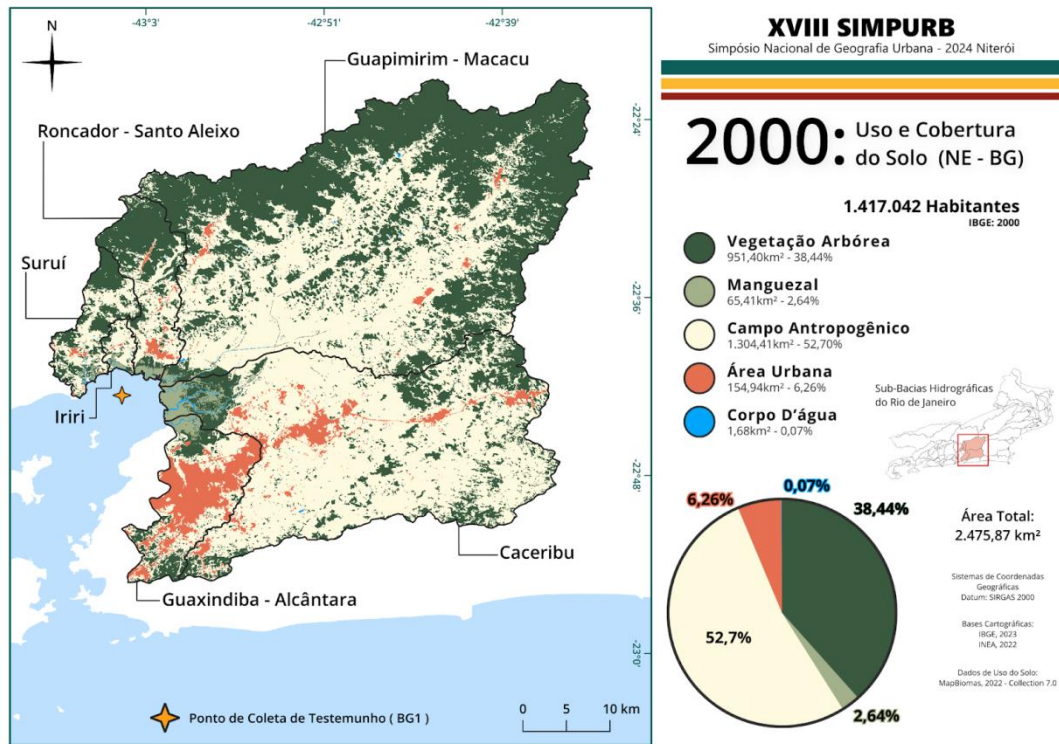 -43°3'
-42°51'
-42°39'
N
Guapimirim - Macacu
Roncador - Santo Aleixo
Suruí
Iriri
Caceribu
Guaxindiba - Alcântara
-22°24'
-22°36'
-22°48'
-23°0'
Ponto de Coleta de Testemunho ( BG1 )
0 5 10 km
XVIII SIMPURB
Simpósio Nacional de Geografia Urbana - 2024 Niterói
2000: Uso e Cobertura
do Solo (NE - BG)
1.417.042 Habitantes
IBGE: 2000
Vegetação Arbórea
951,40km² - 38,44%
Manguezal
65,41km² - 2,64%
Campo Antropogênico
1.304,41km² - 52,70%
Área Urbana
154,94km² - 6,26%
Corpo D'água
1,68km² - 0,07%
Sub-Bacias Hidrográficas
do Rio de Janeiro
0,07%
6,26%
38,44%
52,7%
2,64%
Área Total:
2.475,87 km²
Sistemas de Coordenadas
Geográficas
Datum: SIRGAS 2000
Bases Cartográficas:
IBGE, 2023
INEA, 2022
Dados de Uso do Solo:
MapBiomas, 2022 - Collection 7.0